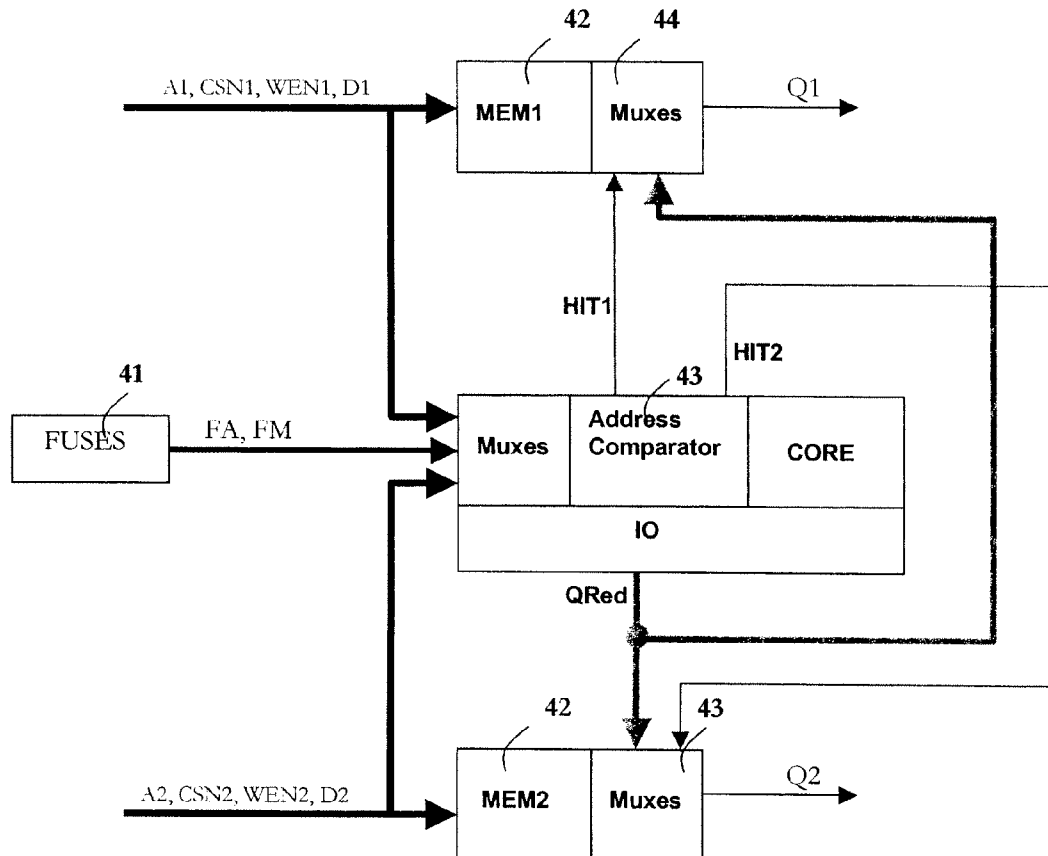 42
44
A1, CSN1, WEN1, D1
MEM1
Muxes
Q1
HIT1
HIT2
41
43
FUSES
FA, FM
Muxes
Address
Comparator
CORE
IO
QRed
42
43
A2, CSN2, WEN2, D2
MEM2
Muxes
Q2